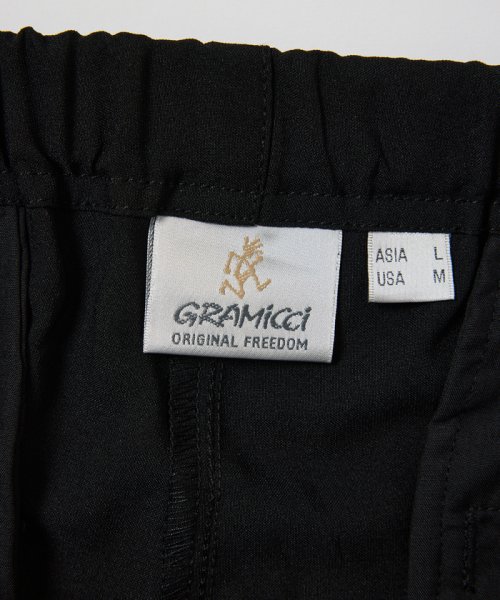 GRAMiCCi
ORIGINAL FREEDOM
ASIA L
USA M